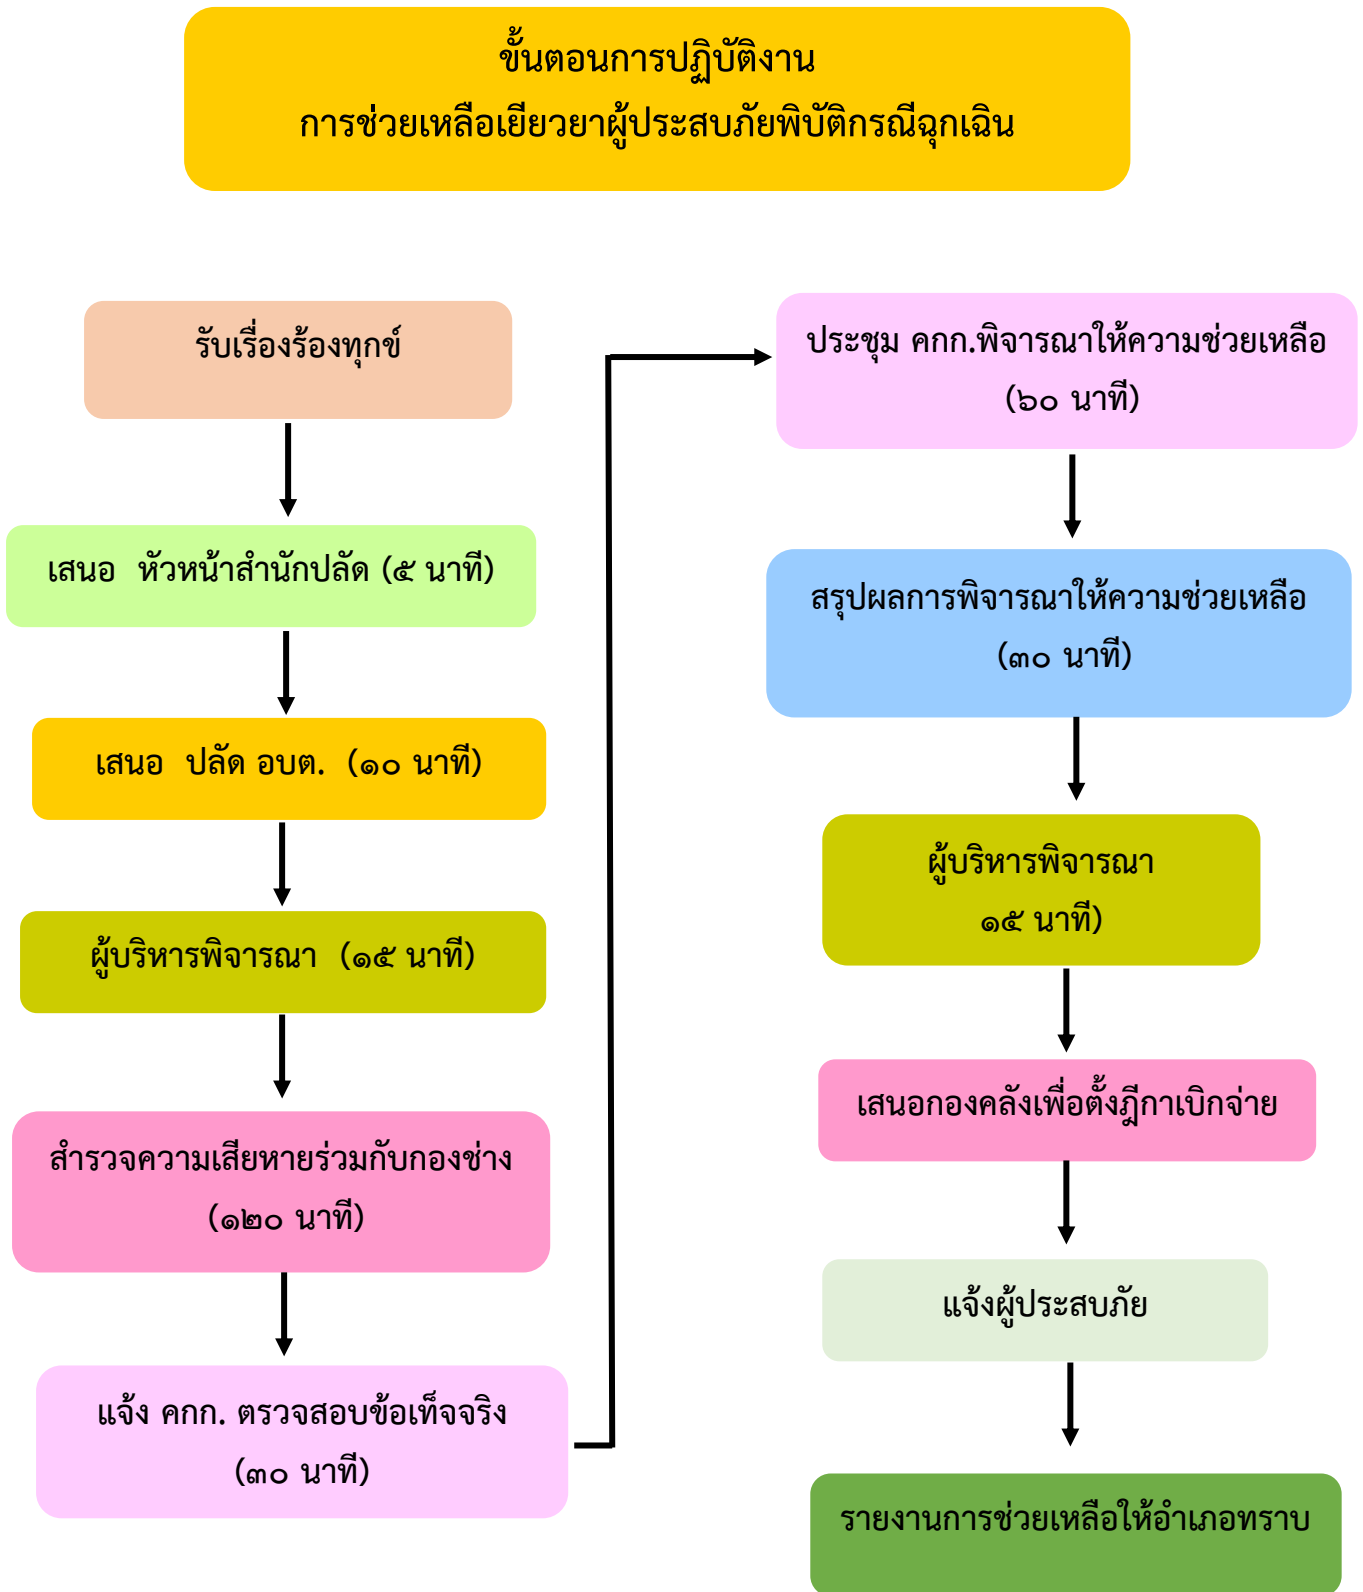 ขั้นตอนการปฏิบัติงาน
การช่วยเหลือเยียวยาผู้ประสบภัยพิบัติกรณีฉุกเฉิน
รับเรื่องร้องทุกข์
เสนอ หัวหน้าสำนักปลัด (๕ นาที)
เสนอ ปลัด อบต. (๑๐ นาที)
ผู้บริหารพิจารณา (๑๕ นาที)
สำรวจความเสียหายร่วมกับกองช่าง
(๑๒๐ นาที)
แจ้ง คกก. ตรวจสอบข้อเท็จจริง
(๓๐ นาที)
ประชุม คกก.พิจารณาให้ความช่วยเหลือ
(๖๐ นาที)
สรุปผลการพิจารณาให้ความช่วยเหลือ
(๓๐ นาที)
ผู้บริหารพิจารณา
๑๕ นาที)
เสนอกองคลังเพื่อตั้งฎีกาเบิกจ่าย
แจ้งผู้ประสบภัย
รายงานการช่วยเหลือให้อำเภอทราบ